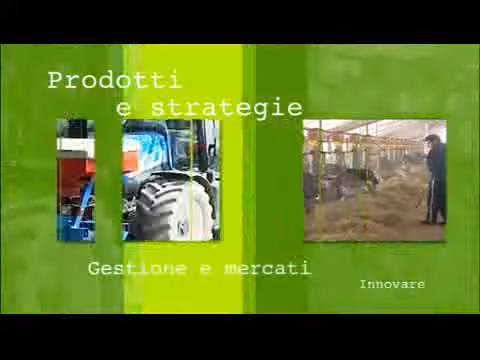 Prodotti
e strategie
Gestione e mercati
Innovare